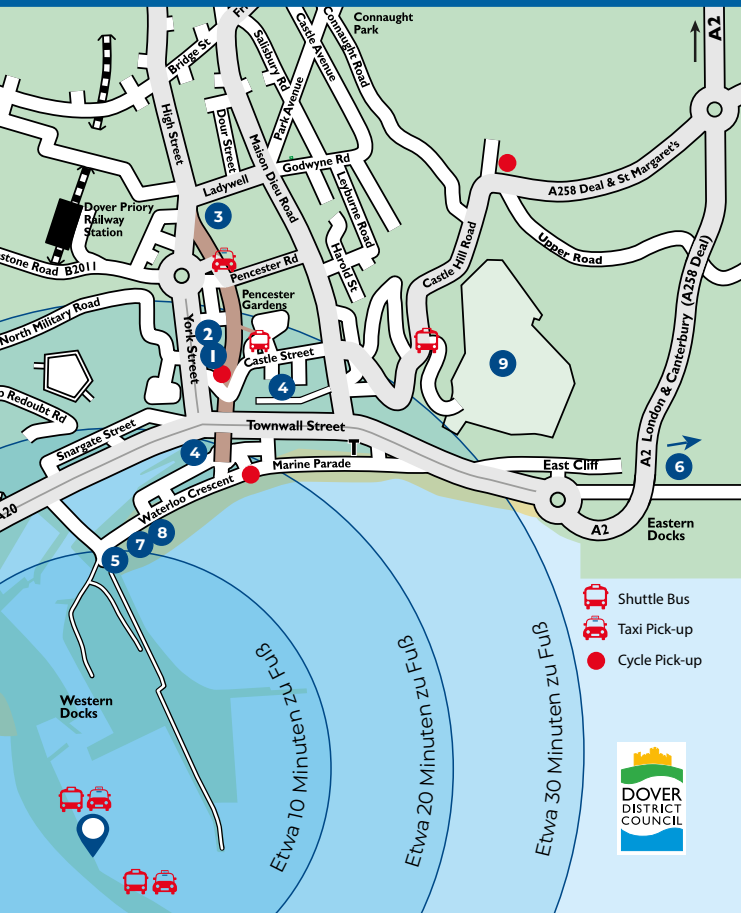 Connaught
Park
A2
Fr
Castle Avenue
Connaught Road
Salisbury Rd
Bridge St
Park Avenue
High Street
Dour Street
Maison Dieu Road
Godwyne Rd
Ladywell
Leyburne Road
A258 Deal & St Margaret's
Dover Priory
Railway
Station
3
Upper Road
Castle Hill Road
Harold St
stone Road B2011
Pencester Rd
Pencester
Gardens
North Military Road
York Street
2
1
Castle Street
4
9
A2 London & Canterbury (A258 Deal)
o Redoubt Rd
Snargate Street
Townwall Street
T
4
Marine Parade
East Cliff
6
Waterloo Crescent
A20
8
7
5
A2
Eastern
Docks
Shuttle Bus
Taxi Pick-up
Cycle Pick-up
Western
Docks
Etwa 10 Minuten zu Fuß
Etwa 20 Minuten zu Fuß
Etwa 30 Minuten zu Fuß
DOVER
DISTRICT
COUNCIL